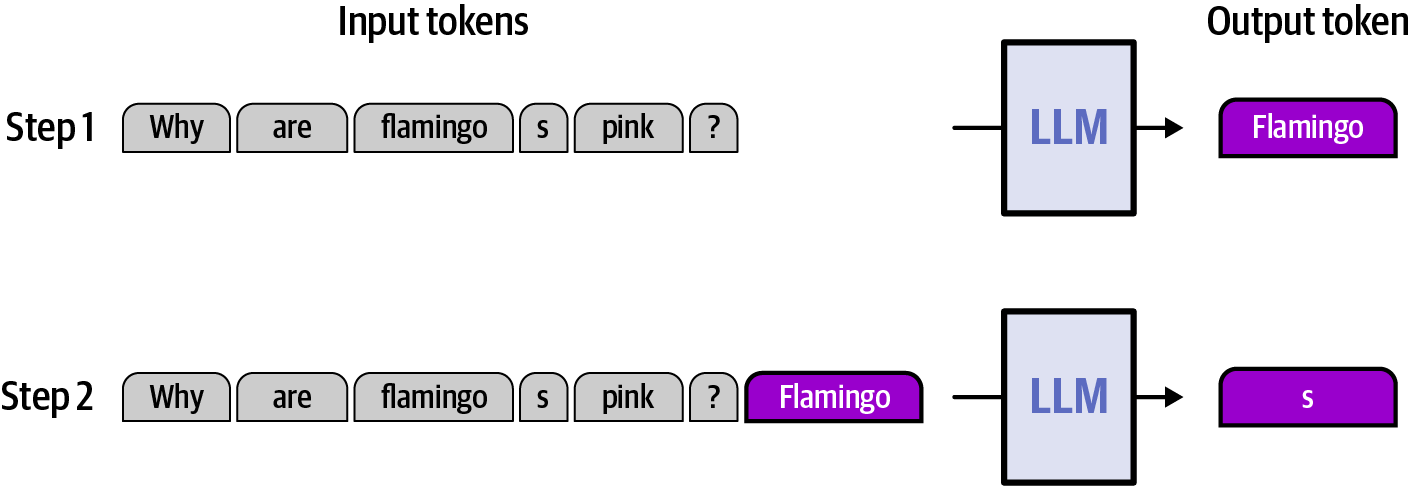 Input tokens Output token
Step 1 Why are flamingo s pink ? LLM Flamingo
Step 2 Why are flamingo s pink ? Flamingo LLM s